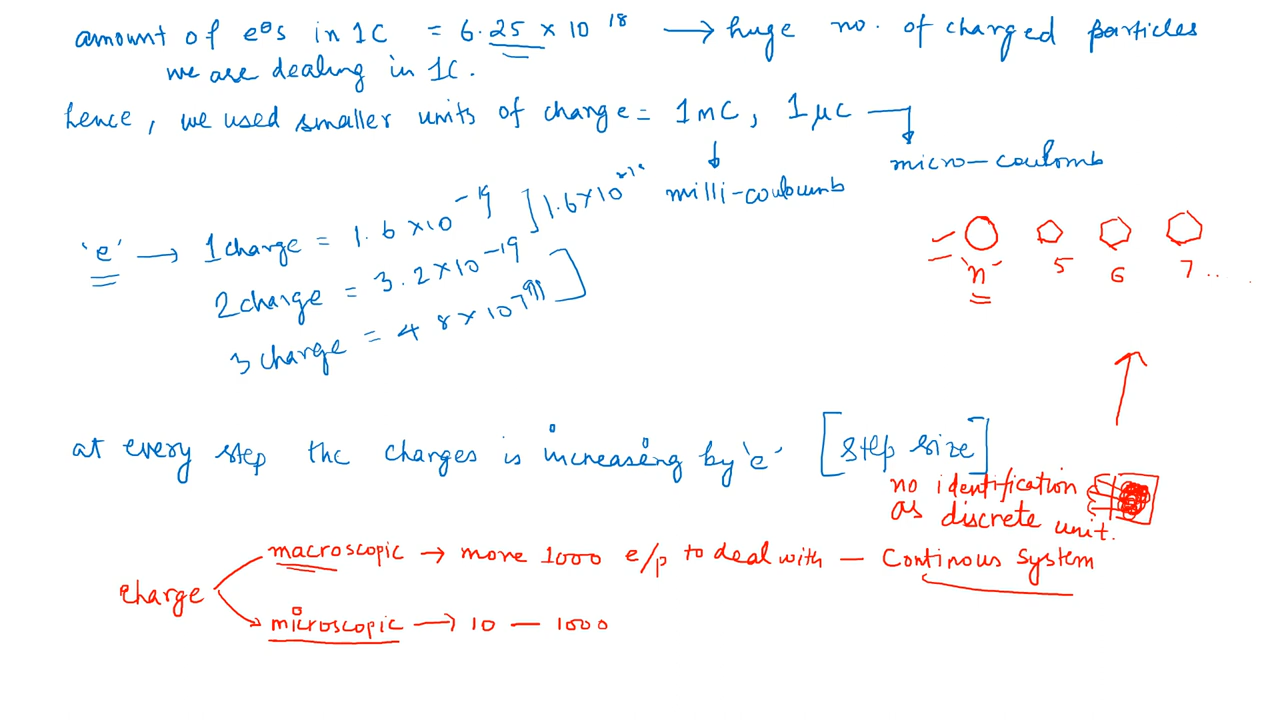 amount of e⊖s in 1C = 6.25 × 10¹⁸ → huge no. of charged particles
we are dealing in 1C.
hence, we used smaller units of charge = 1mC, 1μC
micro-coulomb
milli-couloumb
'e' → 1 charge = 1.6 × 10⁻¹⁹ ] 1.6×10
2 charge = 3.2 × 10⁻¹⁹
3 charge = 4 8 × 10
'n' 5 6 7 ..
at every step the charges is increasing by 'e' [step size]
no identification
as discrete unit.
charge
macroscopic → more 1000 e/p to deal with — Continous system
microscopic → 10 — 1000